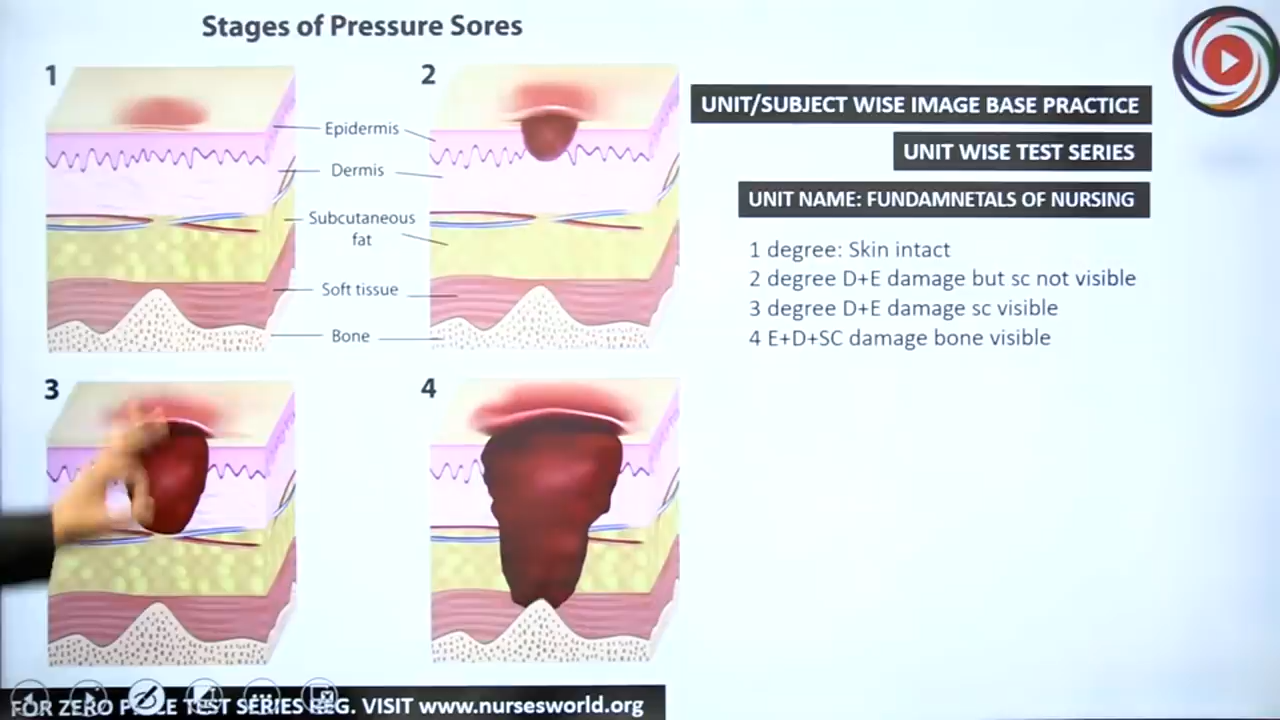 Stages of Pressure Sores
1
2
Epidermis
Dermis
Subcutaneous
fat
Soft tissue
Bone
3
4
UNIT/SUBJECT WISE IMAGE BASE PRACTICE
UNIT WISE TEST SERIES
UNIT NAME: FUNDAMNETALS OF NURSING
1 degree: Skin intact
2 degree D+E damage but sc not visible
3 degree D+E damage sc visible
4 E+D+SC damage bone visible
FOR ZERO TEST SERIES REG. VISIT www.nursesworld.org